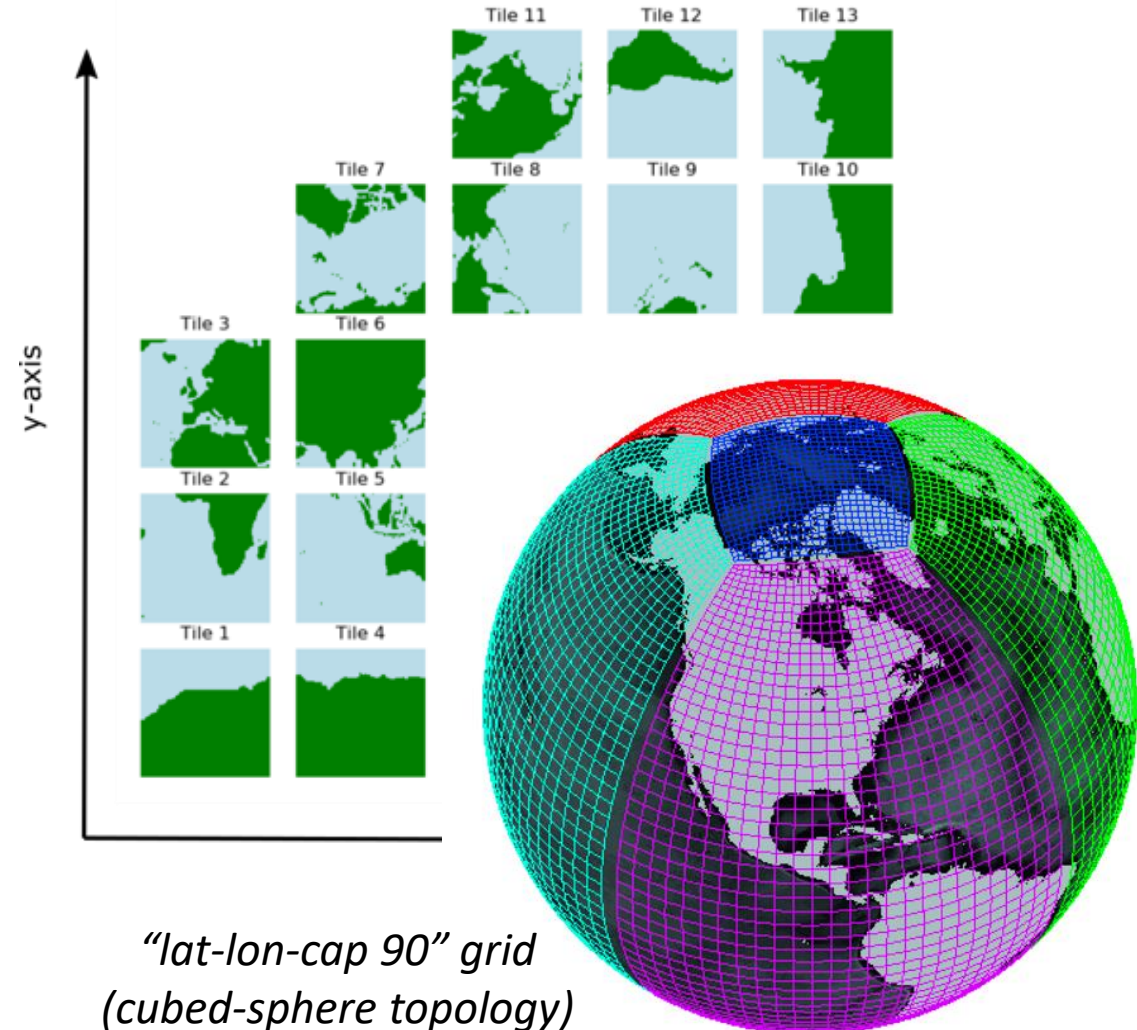 Tile 11 Tile 12 Tile 13
Tile 7 Tile 8 Tile 9 Tile 10
Tile 3 Tile 6
Tile 2 Tile 5
Tile 1 Tile 4
y-axis
“lat-lon-cap 90” grid
(cubed-sphere topology)